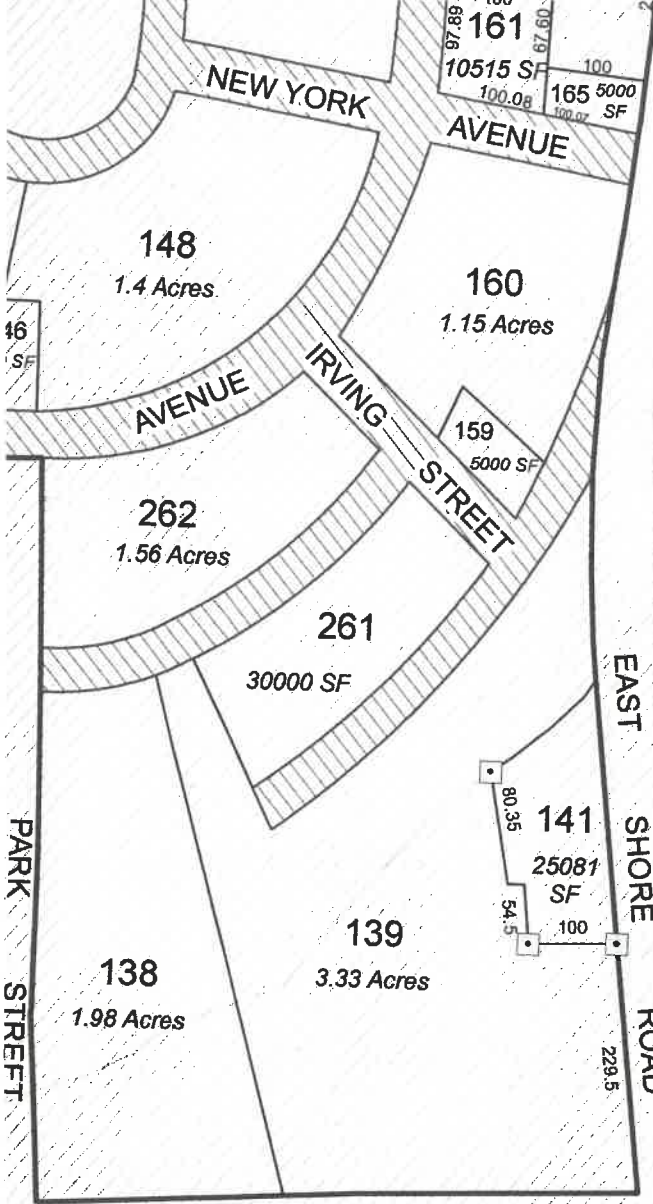 97.89
161
67.60
10515 SF
100.08
100
165 5000
SF
100.07
NEW YORK AVENUE
148
1.4 Acres
160
1.15 Acres
46
SF
AVENUE
IRVING STREET
159
5000 SF
262
1.56 Acres
261
30000 SF
EAST SHORE ROAD
80.35
141
25081
SF
54.5
100
PARK STREET
139
3.33 Acres
138
1.98 Acres
229.5